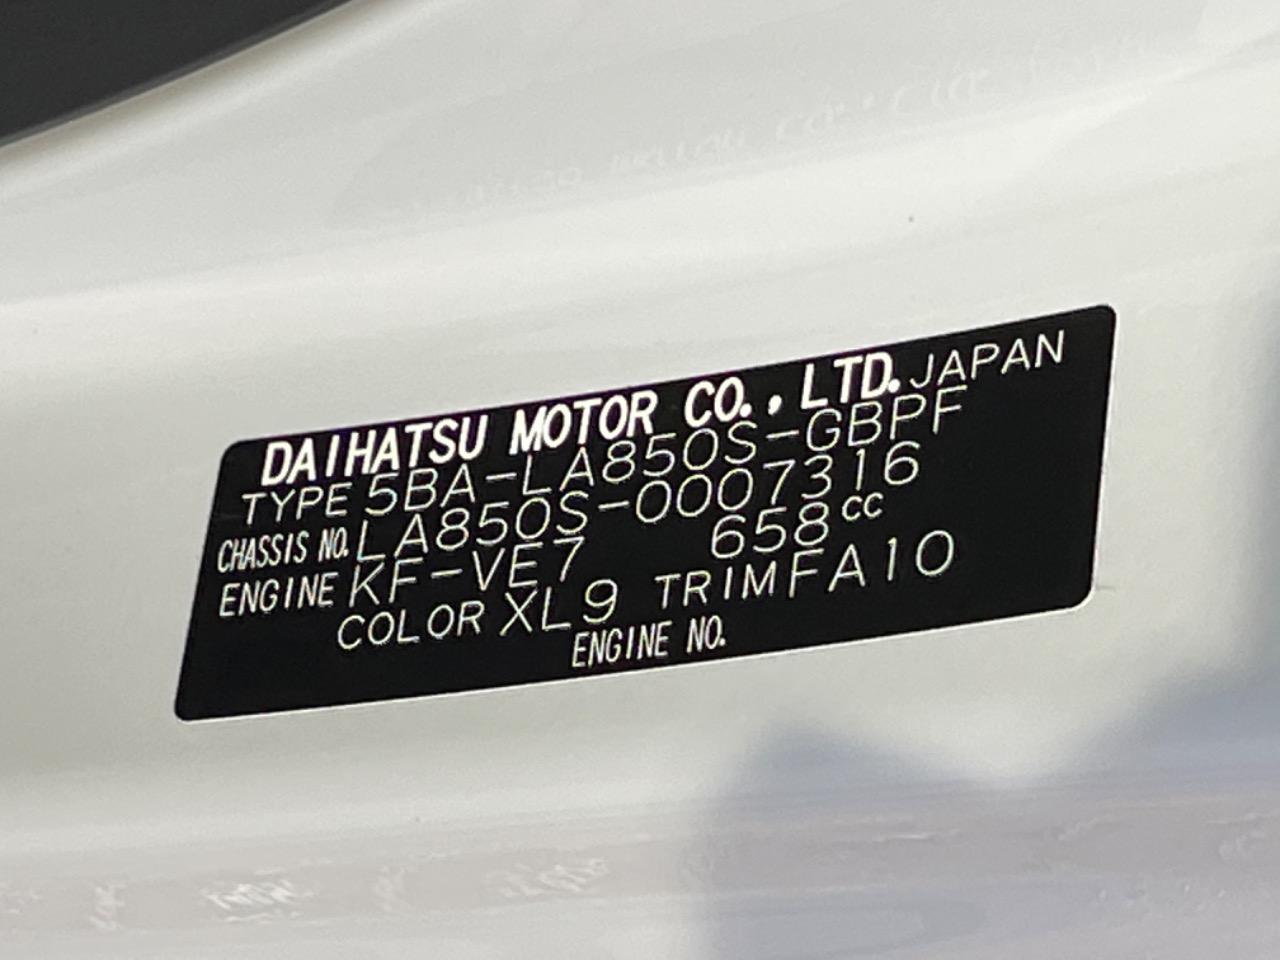 DAIHATSU MOTOR CO., LTD. JAPAN
TYPE 5BA-LA850S-GBPF
CHASSIS NO. LA850S-0007316
ENGINE KF-VE7 658cc
COLOR XL9 TRIM FA10
ENGINE NO.